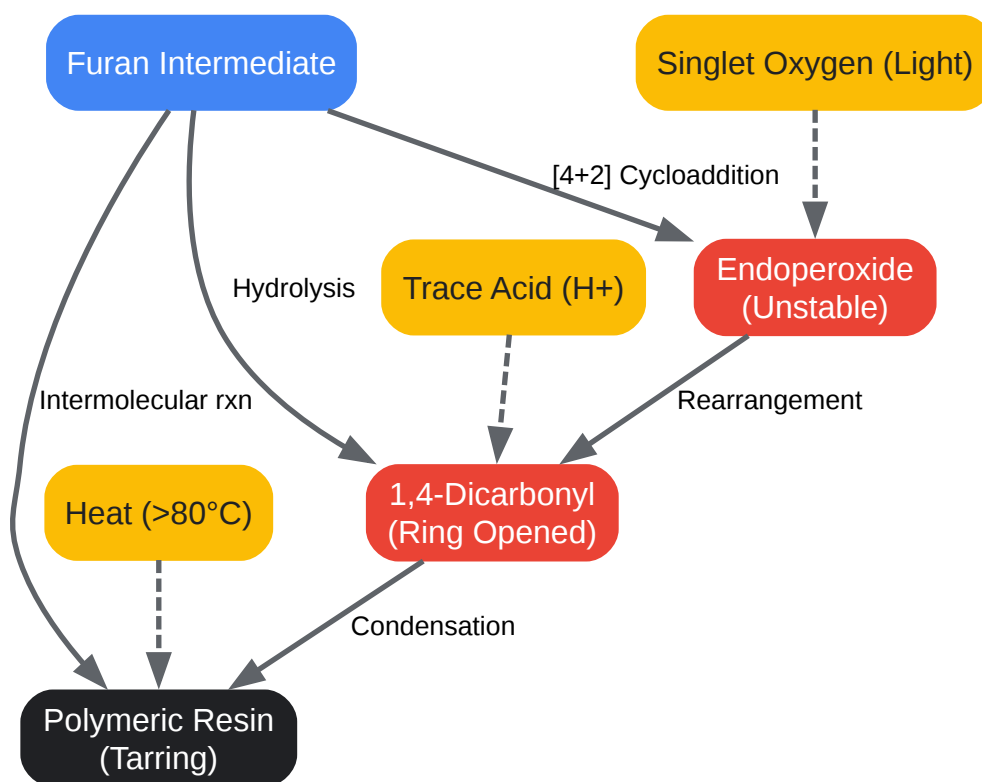 Furan Intermediate
Singlet Oxygen (Light)
[4+2] Cycloaddition
Hydrolysis
Trace Acid (H+)
Endoperoxide
(Unstable)
Intermolecular rxn
Rearrangement
Heat (>80°C)
1,4-Dicarbonyl
(Ring Opened)
Condensation
Polymeric Resin
(Tarring)